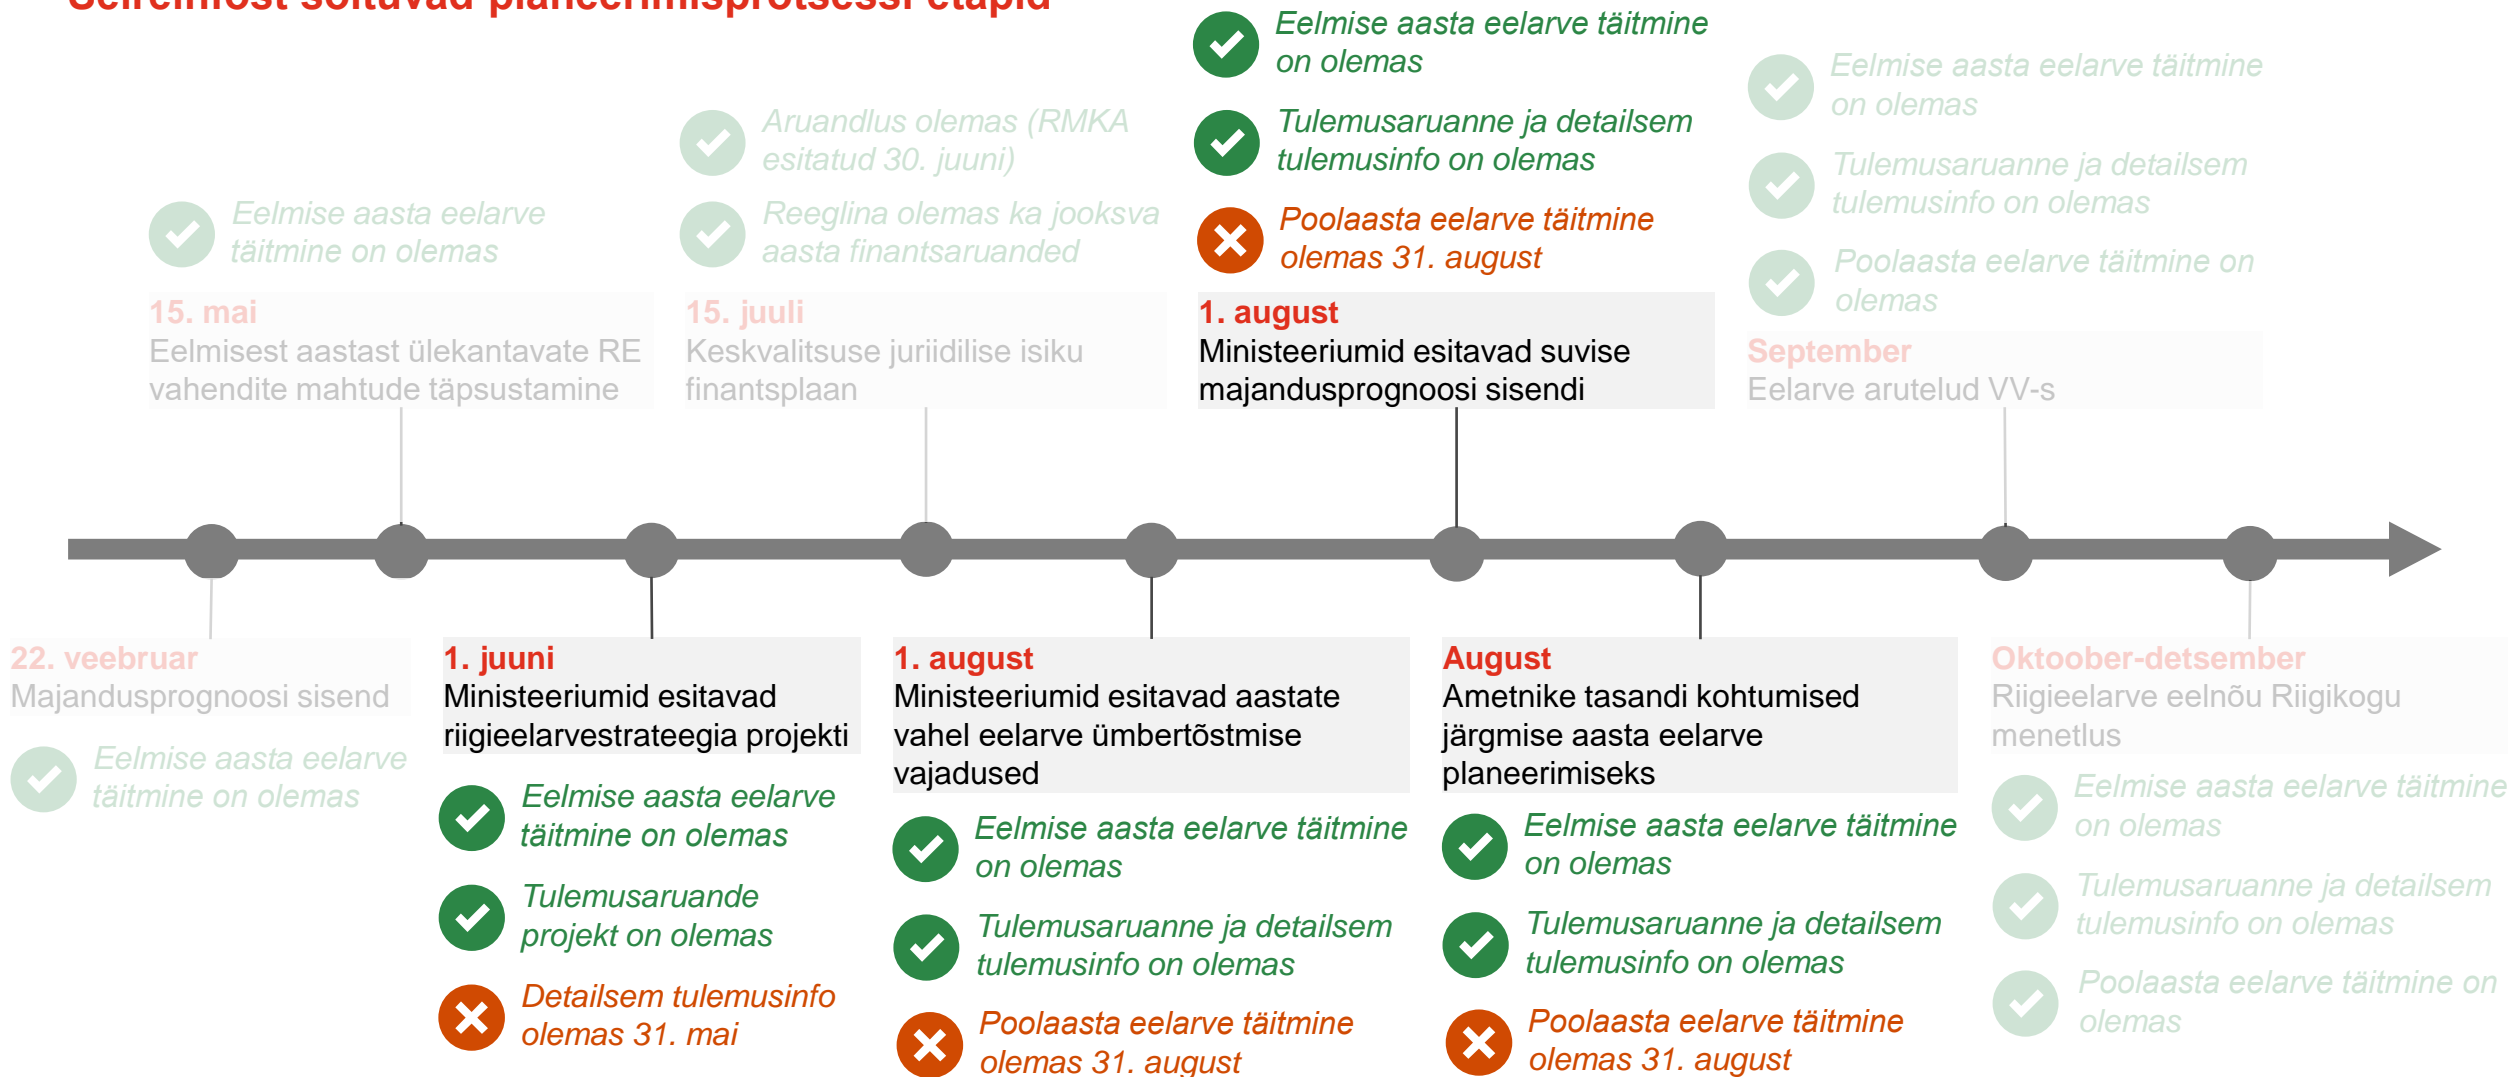 Seireinfost sõltuvad planeerimisprotsessi etapid
Eelmise aasta eelarve
täitmine on olemas
15. mai
Eelmisest aastast ülekantavate RE
vahendite mahtude täpsustamine
Aruandlus olemas (RMKA
esitatud 30. juuni)
Reeglina olemas ka jooksva
aasta finantsaruanded
15. juuli
Keskvalitsuse juriidilise isiku
finantsplaan
Eelmise aasta eelarve täitmine
on olemas
Tulemusaruanne ja detailsem
tulemusinfo on olemas
Poolaasta eelarve täitmine
olemas 31. august
1. august
Ministeeriumid esitavad suvise
majandusprognoosi sisendi
Eelmise aasta eelarve täitmine
on olemas
Tulemusaruanne ja detailsem
tulemusinfo on olemas
Poolaasta eelarve täitmine on
olemas
September
Eelarve arutelud VV-s
22. veebruar
Majandusprognoosi sisend
Eelmise aasta eelarve
täitmine on olemas
1. juuni
Ministeeriumid esitavad
riigieelarvestrateegia projekti
Eelmise aasta eelarve
täitmine on olemas
Tulemusaruande
projekt on olemas
Detailsem tulemusinfo
olemas 31. mai
1. august
Ministeeriumid esitavad aastate
vahel eelarve ümbertõstmise
vajadused
Eelmise aasta eelarve täitmine
on olemas
Tulemusaruanne ja detailsem
tulemusinfo on olemas
Poolaasta eelarve täitmine
olemas 31. august
August
Ametnike tasandi kohtumised
järgmise aasta eelarve
planeerimiseks
Eelmise aasta eelarve täitmine
on olemas
Tulemusaruanne ja detailsem
tulemusinfo on olemas
Poolaasta eelarve täitmine
olemas 31. august
Oktoober-detsember
Riigieelarve eelnõu Riigikogu
menetlus
Eelmise aasta eelarve täitmine
on olemas
Tulemusaruanne ja detailsem
tulemusinfo on olemas
Poolaasta eelarve täitmine on
olemas